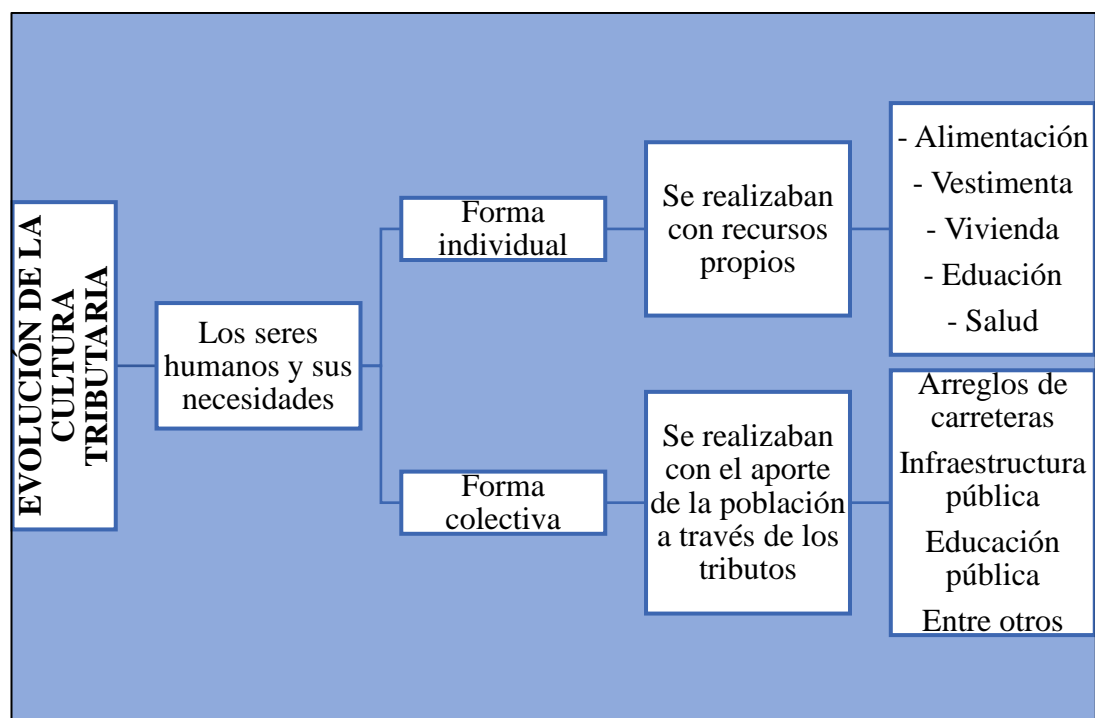 EVOLUCIÓN DE LA
CULTURA
TRIBUTARIA
Los seres
humanos y sus
necesidades
Forma
individual
Se realizaban
con recursos
propios
- Alimentación
- Vestimenta
- Vivienda
- Eduación
- Salud
Forma
colectiva
Se realizaban
con el aporte
de la población
a través de los
tributos
Arreglos de
carreteras
Infraestructura
pública
Educación
pública
Entre otros